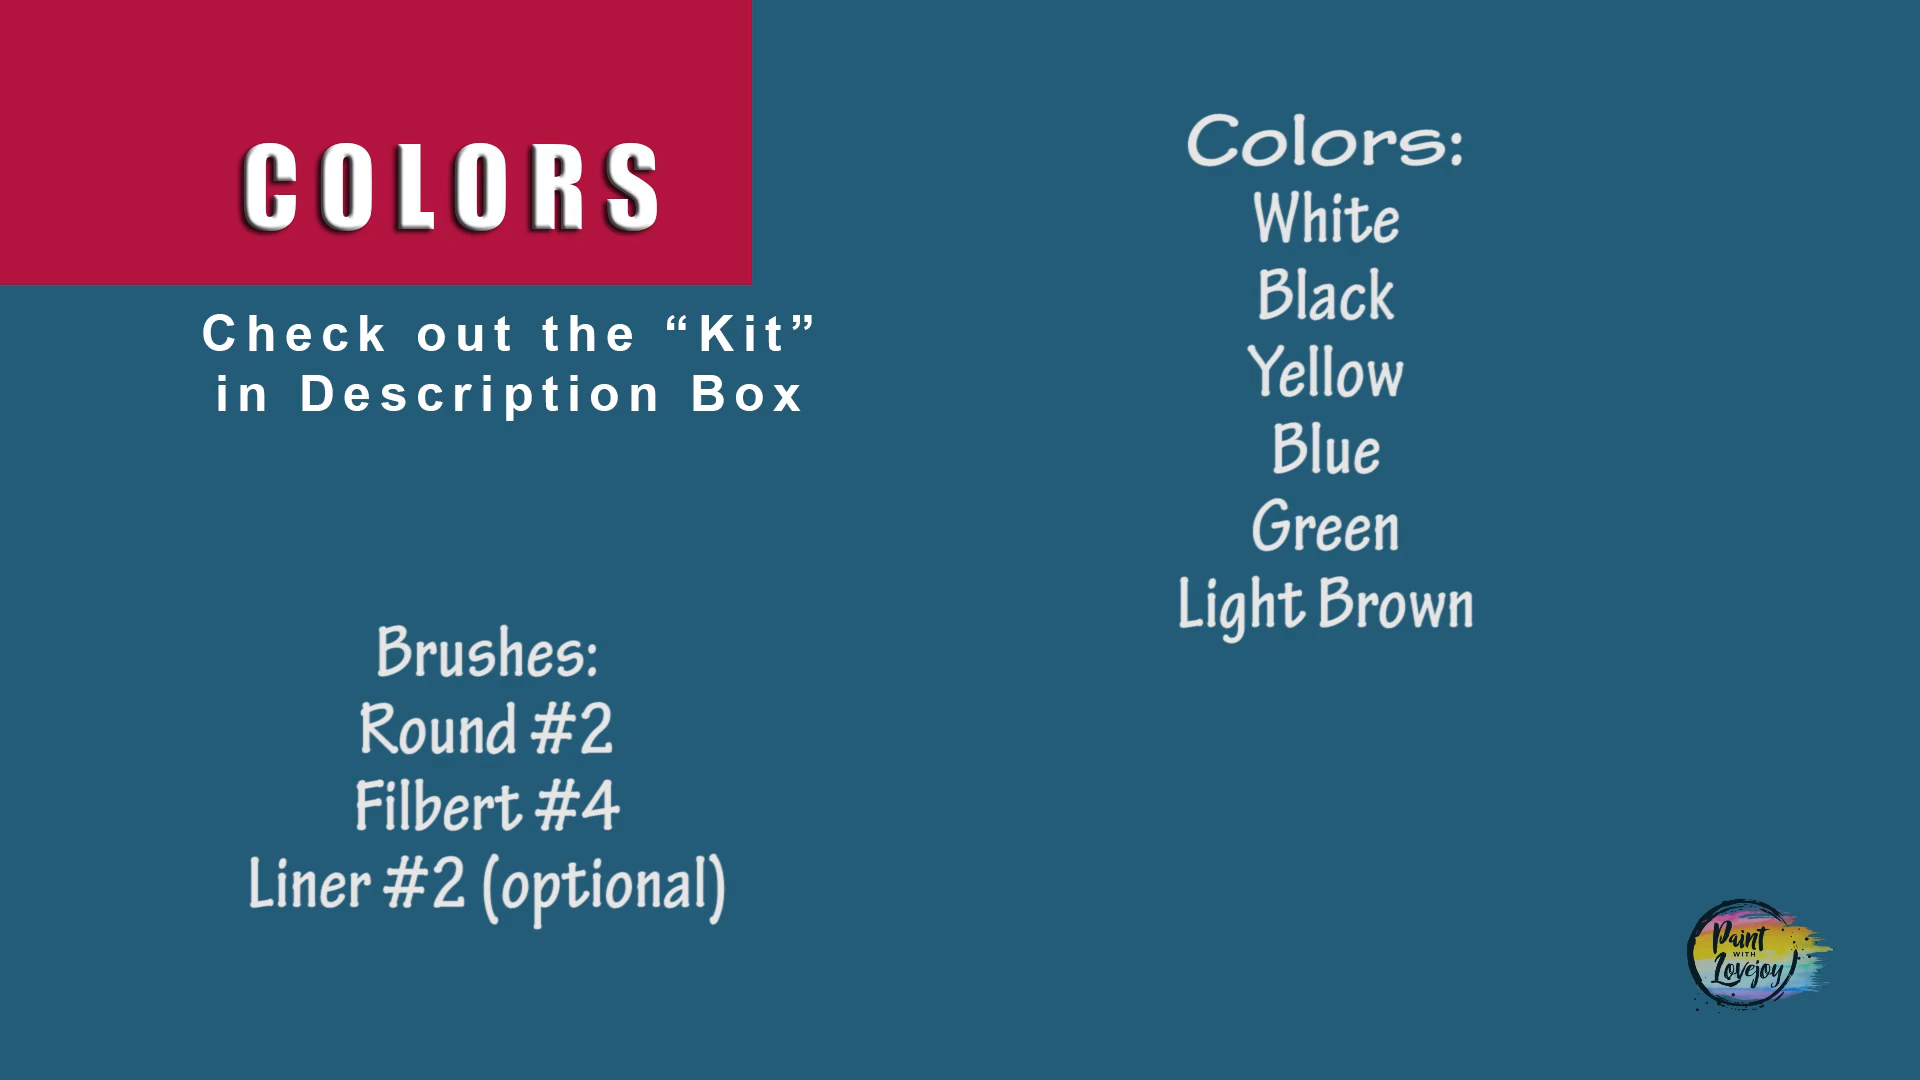 COLORS
Check out the “Kit”
in Description Box
Brushes:
Round #2
Filbert #4
Liner #2 (optional)
Colors:
White
Black
Yellow
Blue
Green
Light Brown
Paint
WITH
Lovejoy